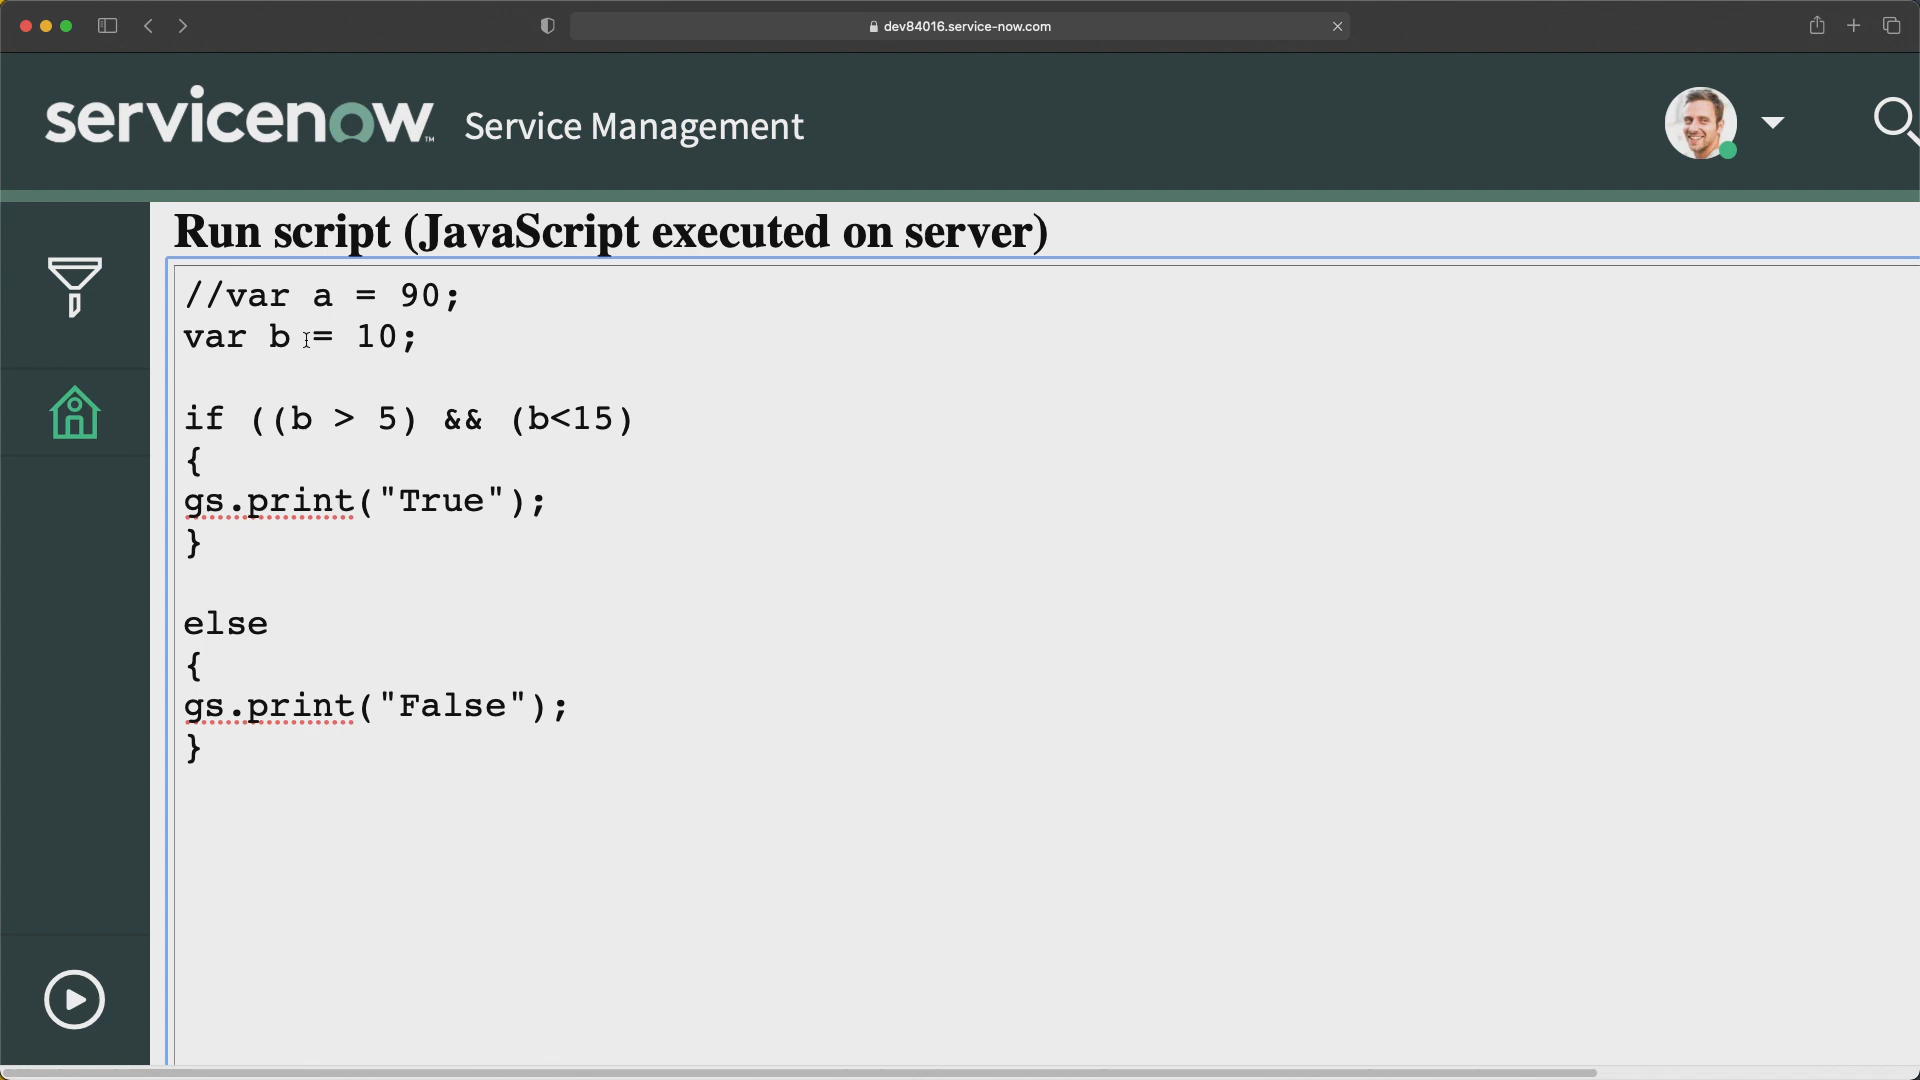 dev84016.service-now.com
servicenow™ Service Management
Run script (JavaScript executed on server)
//var a = 90;
var b = 10;
if ((b > 5) && (b<15)
{
gs.print("True");
}
else
{
gs.print("False");
}